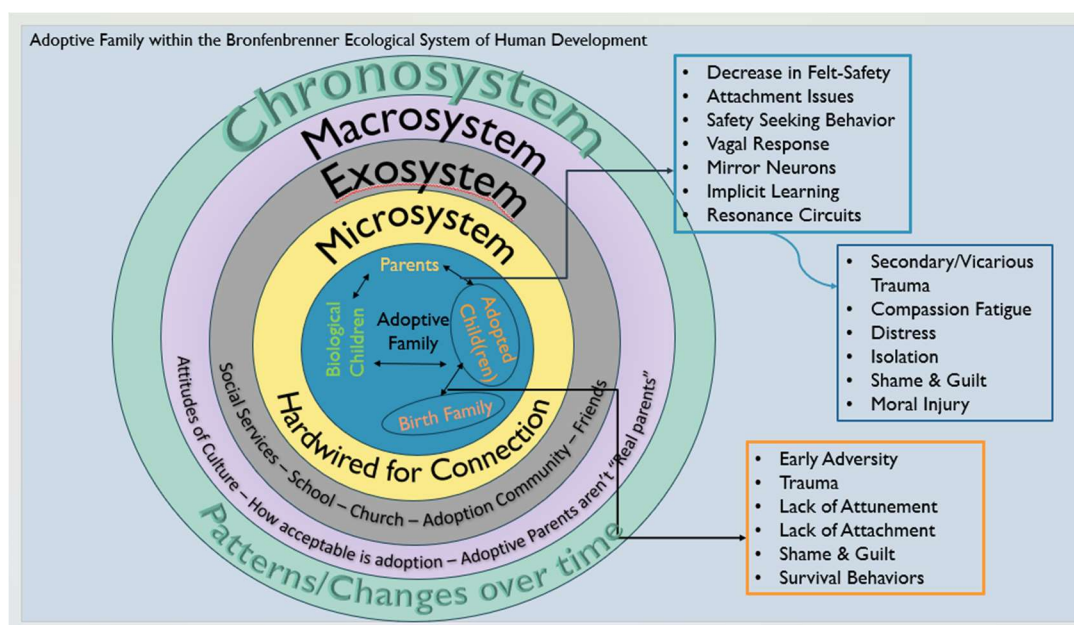 Adoptive Family within the Bronfenbrenner Ecological System of Human Development
Chronosystem
Macrosystem
Exosystem
Microsystem
Parents
Biological
Children
Adoptive
Family
Adopted
Child(ren)
Birth Family
Hardwired for Connection
Social Services – School – Church – Adoption Community – Friends
Attitudes of Culture – How acceptable is adoption – Adoptive Parents aren't "Real parents"
Patterns/Changes over time
• Decrease in Felt-Safety
• Attachment Issues
• Safety Seeking Behavior
• Vagal Response
• Mirror Neurons
• Implicit Learning
• Resonance Circuits
• Secondary/Vicarious
Trauma
• Compassion Fatigue
• Distress
• Isolation
• Shame & Guilt
• Moral Injury
• Early Adversity
• Trauma
• Lack of Attunement
• Lack of Attachment
• Shame & Guilt
• Survival Behaviors